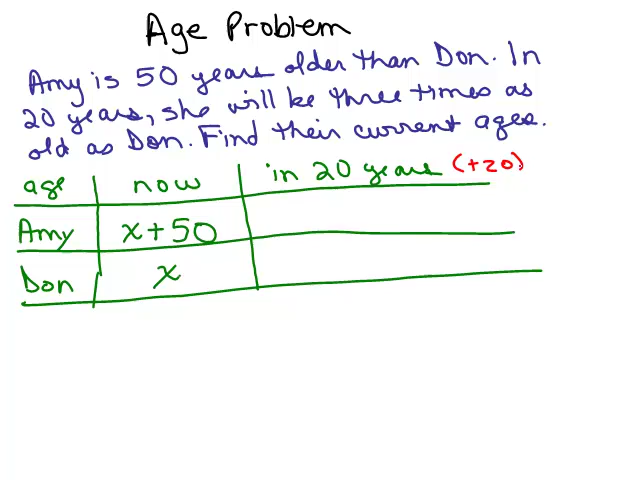 Age Problem
Amy is 50 years older than Don. In
20 years, she will be three times as
old as Don. Find their current ages.
age now in 20 years (+20)
Amy x+50
Don x